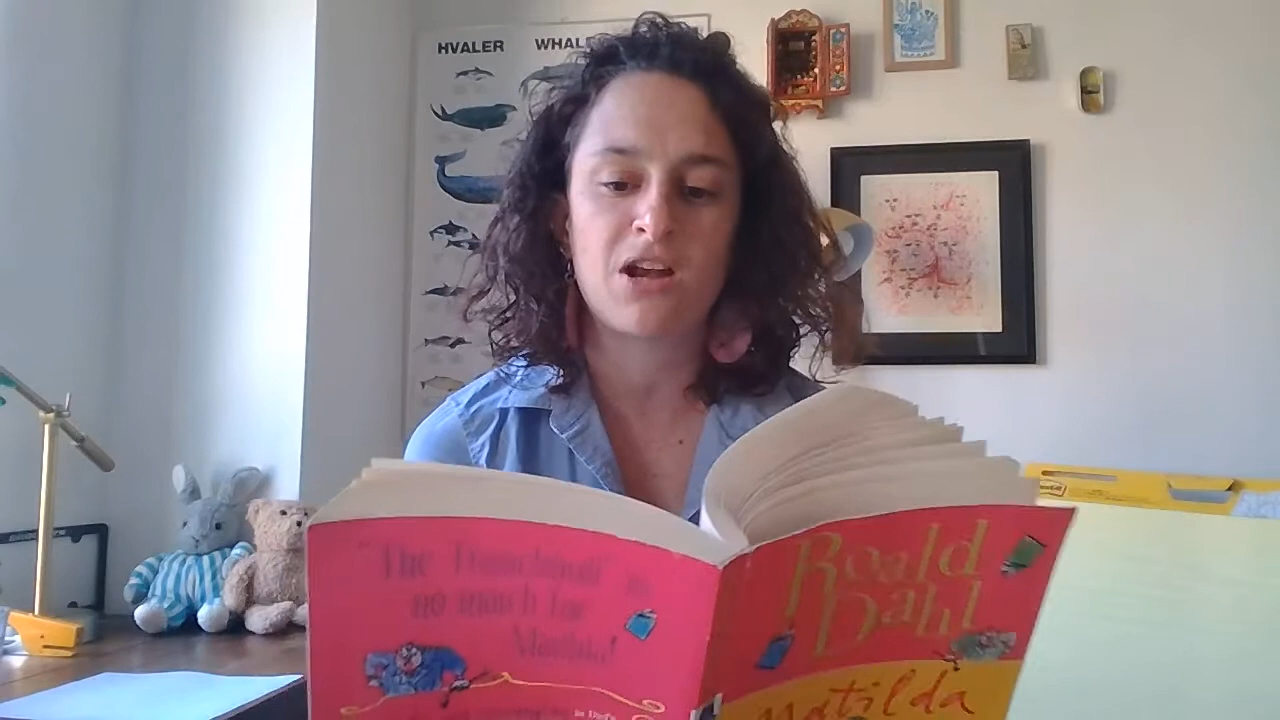 HVALER WHAL
"The Trunchbull" is
no match for
Matilda!
Roald
Dahl
Matilda